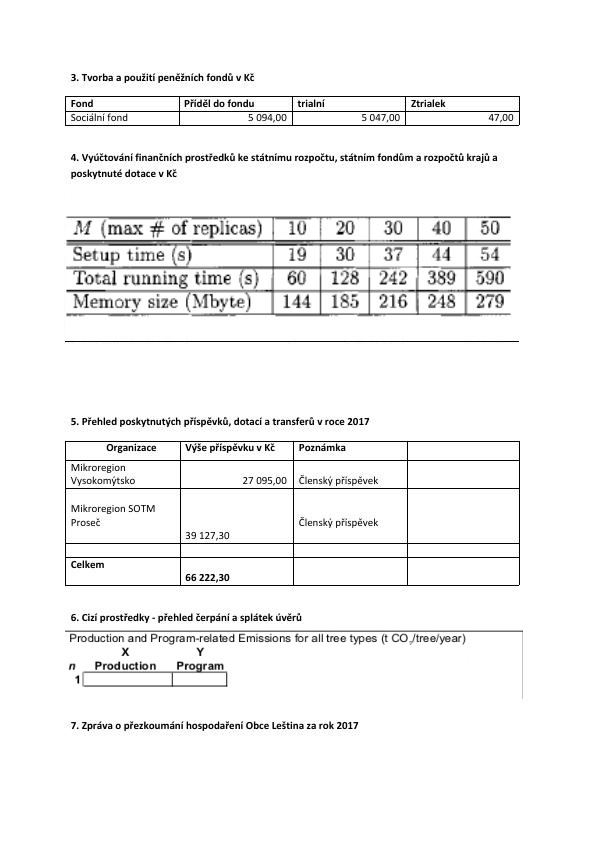 3. Tvorba a použití peněžních fondů v Kč
Fond Příděl do fondu trialní Ztrialek
Sociální fond 5 094,00 5 047,00 47,00
4. Vyúčtování finančních prostředků ke státnímu rozpočtu, státním fondům a rozpočtů krajů a
poskytnuté dotace v Kč
M (max # of replicas) 10 20 30 40 50
Setup time (s) 19 30 37 44 54
Total running time (s) 60 128 242 389 590
Memory size (Mbyte) 144 185 216 248 279
5. Přehled poskytnutých příspěvků, dotací a transferů v roce 2017
Organizace Výše příspěvku v Kč Poznámka
Mikroregion
Vysokomýtsko 27 095,00 Členský příspěvek
Mikroregion SOTM
Proseč Členský příspěvek
39 127,30
Celkem
66 222,30
6. Cizí prostředky - přehled čerpání a splátek úvěrů
Production and Program-related Emissions for all tree types (t CO₂/tree/year)
X Y
n Production Program
1
7. Zpráva o přezkoumání hospodaření Obce Leština za rok 2017